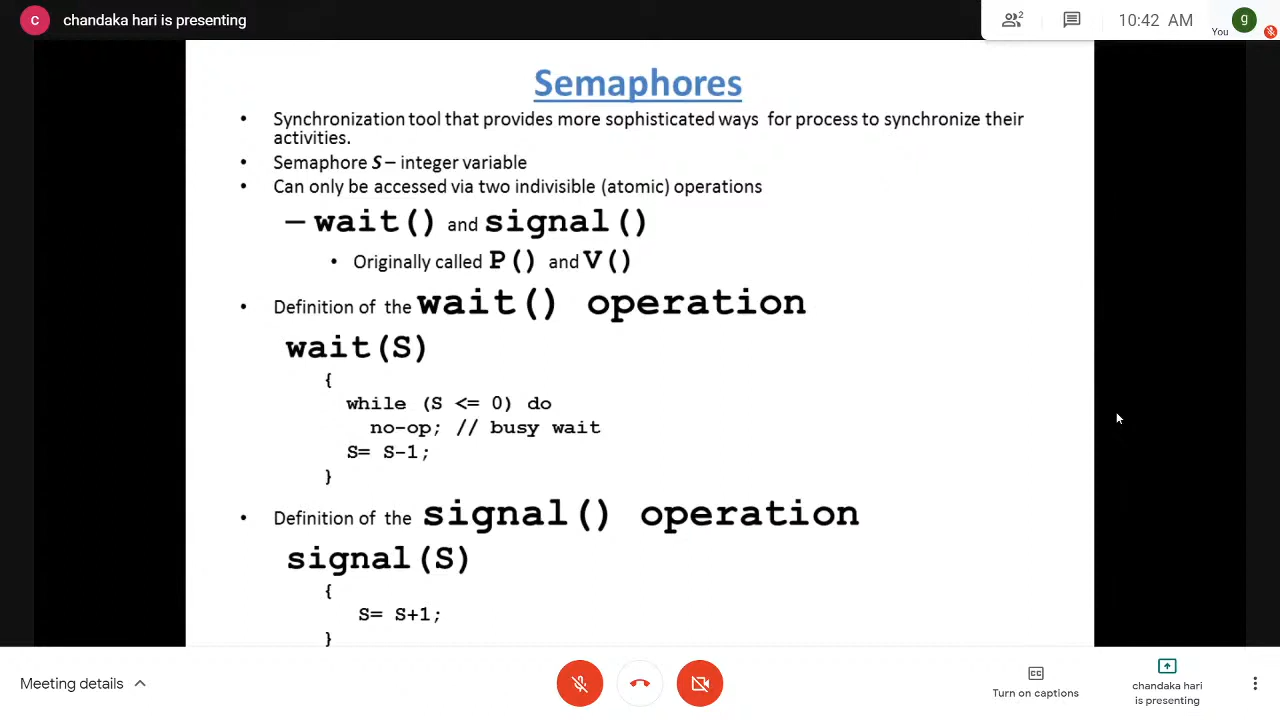 c chandaka hari is presenting
2 10:42 AM You g
Semaphores
• Synchronization tool that provides more sophisticated ways for process to synchronize their
activities.
• Semaphore S – integer variable
• Can only be accessed via two indivisible (atomic) operations
– wait() and signal()
• Originally called P() and V()
• Definition of the wait() operation
wait(S)
{
while (S <= 0) do
no-op; // busy wait
S= S-1;
}
• Definition of the signal() operation
signal(S)
{
S= S+1;
}
Meeting details
CC
Turn on captions
chandaka hari
is presenting